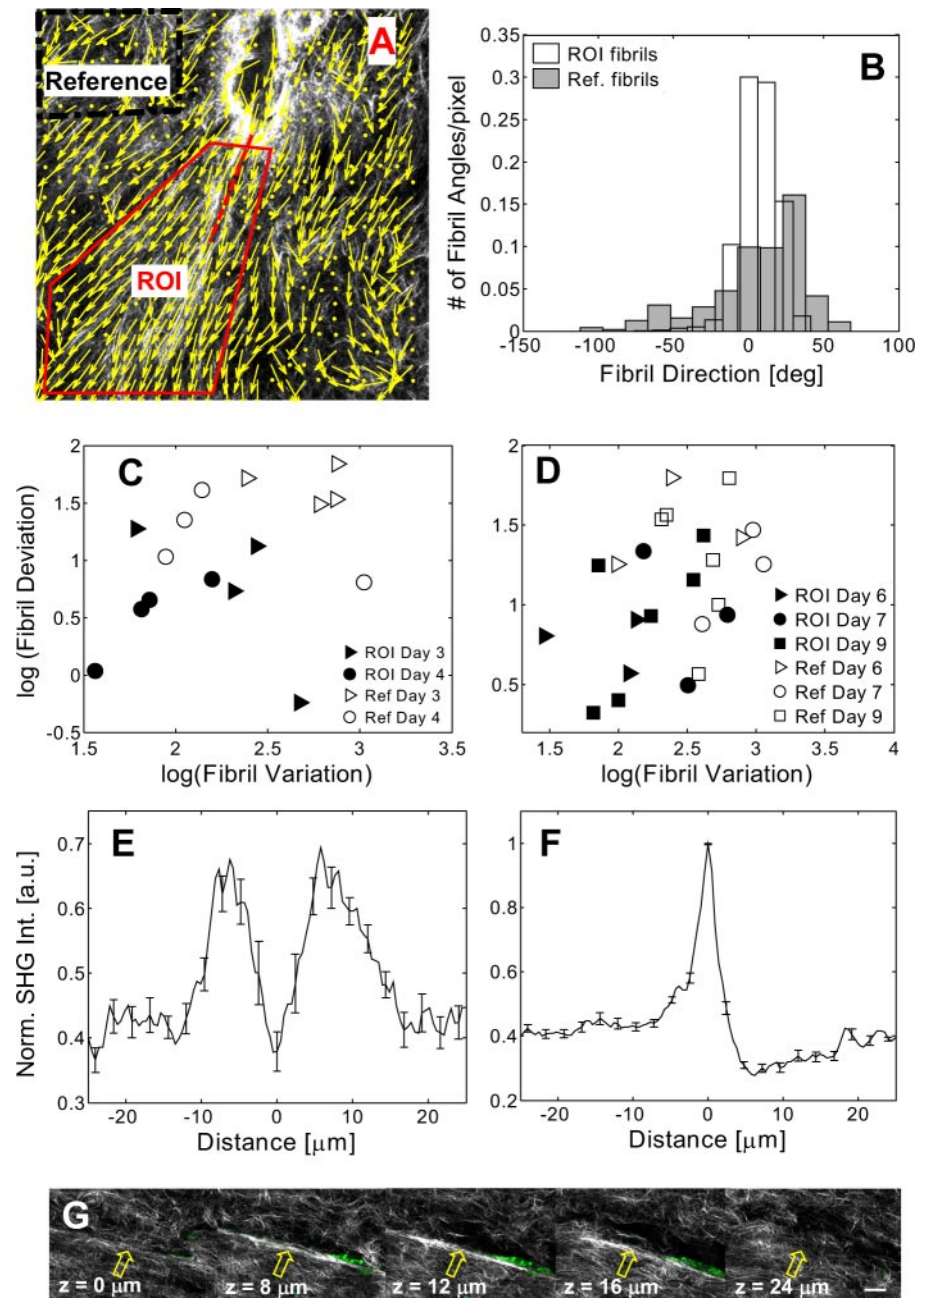 A
Reference
ROI
B
ROI fibrils
Ref. fibrils
# of Fibril Angles/pixel
0.35
0.3
0.25
0.2
0.15
0.1
0.05
0
-150 -100 -50 0 50 100
Fibril Direction [deg]
C
log (Fibril Deviation)
2
1.5
1
0.5
0
-0.5
1.5 2 2.5 3 3.5
log(Fibril Variation)
ROI Day 3
ROI Day 4
Ref Day 3
Ref Day 4
D
2
1.5
1
0.5
1.5 2 2.5 3 3.5 4
log(Fibril Variation)
ROI Day 6
ROI Day 7
ROI Day 9
Ref Day 6
Ref Day 7
Ref Day 9
E
Norm. SHG Int. [a.u.]
0.7
0.6
0.5
0.4
0.3
-20 -10 0 10 20
Distance [μm]
F
1
0.8
0.6
0.4
0.2
-20 -10 0 10 20
Distance [μm]
G
z = 0 μm
z = 8 μm
z = 12 μm
z = 16 μm
z = 24 μm